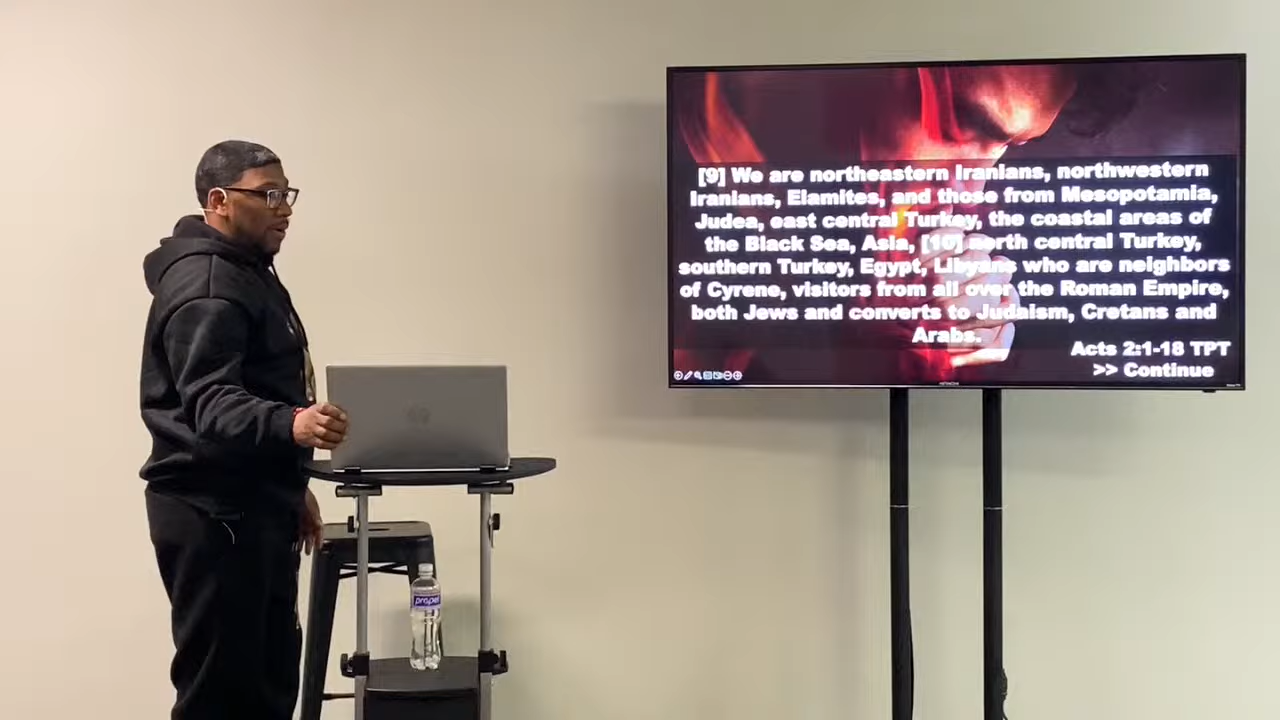 [9] We are northeastern Iranians, northwestern
Iranians, Elamites, and those from Mesopotamia,
Judea, east central Turkey, the coastal areas of
the Black Sea, Asia, [10] north central Turkey,
southern Turkey, Egypt, Libyans who are neighbors
of Cyrene, visitors from all over the Roman Empire,
both Jews and converts to Judaism, Cretans and
Arabs.
Acts 2:1-18 TPT
>> Continue
HITACHI
hp
propel